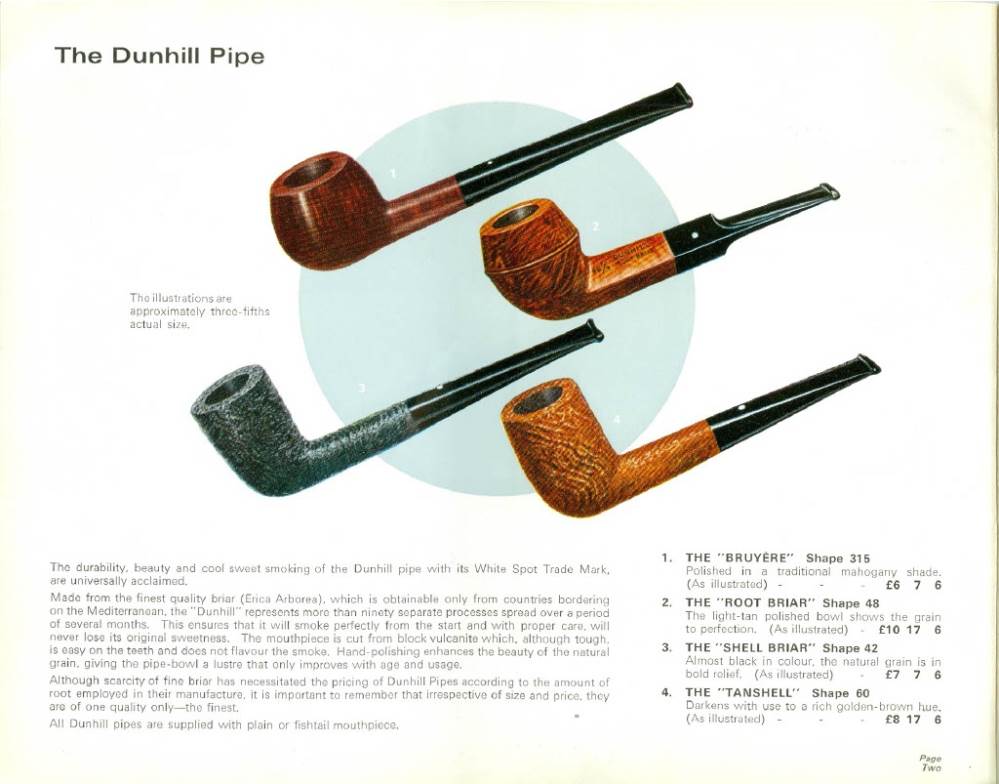 The Dunhill Pipe
1
2
The illustrations are
approximately three-fifths
actual size.
3
4
The durability, beauty and cool sweet smoking of the Dunhill pipe with its White Spot Trade Mark,
are universally acclaimed.
Made from the finest quality briar (Erica Arborea), which is obtainable only from countries bordering
on the Mediterranean, the "Dunhill" represents more than ninety separate processes spread over a period
of several months. This ensures that it will smoke perfectly from the start and with proper care, will
never lose its original sweetness. The mouthpiece is cut from block vulcanite which, although tough,
is easy on the teeth and does not flavour the smoke. Hand-polishing enhances the beauty of the natural
grain, giving the pipe-bowl a lustre that only improves with age and usage.
Although scarcity of fine briar has necessitated the pricing of Dunhill Pipes according to the amount of
root employed in their manufacture, it is important to remember that irrespective of size and price, they
are of one quality only—the finest.
All Dunhill pipes are supplied with plain or fishtail mouthpiece.
1. THE "BRUYÈRE" Shape 315
Polished in a traditional mahogany shade.
(As illustrated) - - - £6 7 6
2. THE "ROOT BRIAR" Shape 48
The light-tan polished bowl shows the grain
to perfection. (As illustrated) - £10 17 6
3. THE "SHELL BRIAR" Shape 42
Almost black in colour, the natural grain is in
bold relief. (As illustrated) - £7 7 6
4. THE "TANSHELL" Shape 60
Darkens with use to a rich golden-brown hue.
(As illustrated) - - - £8 17 6
Page
Two